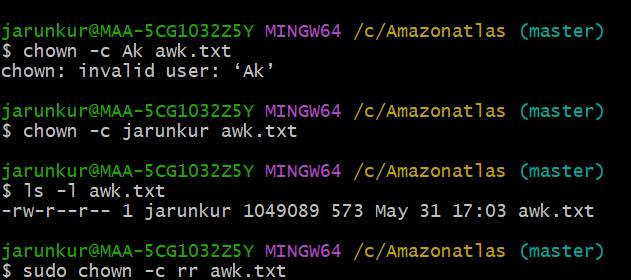 jarunkur@MAA-5CG1032Z5Y MINGW64 /c/Amazonatlas (master)
$ chown -c Ak awk.txt
chown: invalid user: ‘Ak’
jarunkur@MAA-5CG1032Z5Y MINGW64 /c/Amazonatlas (master)
$ chown -c jarunkur awk.txt
jarunkur@MAA-5CG1032Z5Y MINGW64 /c/Amazonatlas (master)
$ ls -l awk.txt
-rw-r--r-- 1 jarunkur 1049089 573 May 31 17:03 awk.txt
jarunkur@MAA-5CG1032Z5Y MINGW64 /c/Amazonatlas (master)
$ sudo chown -c rr awk.txt